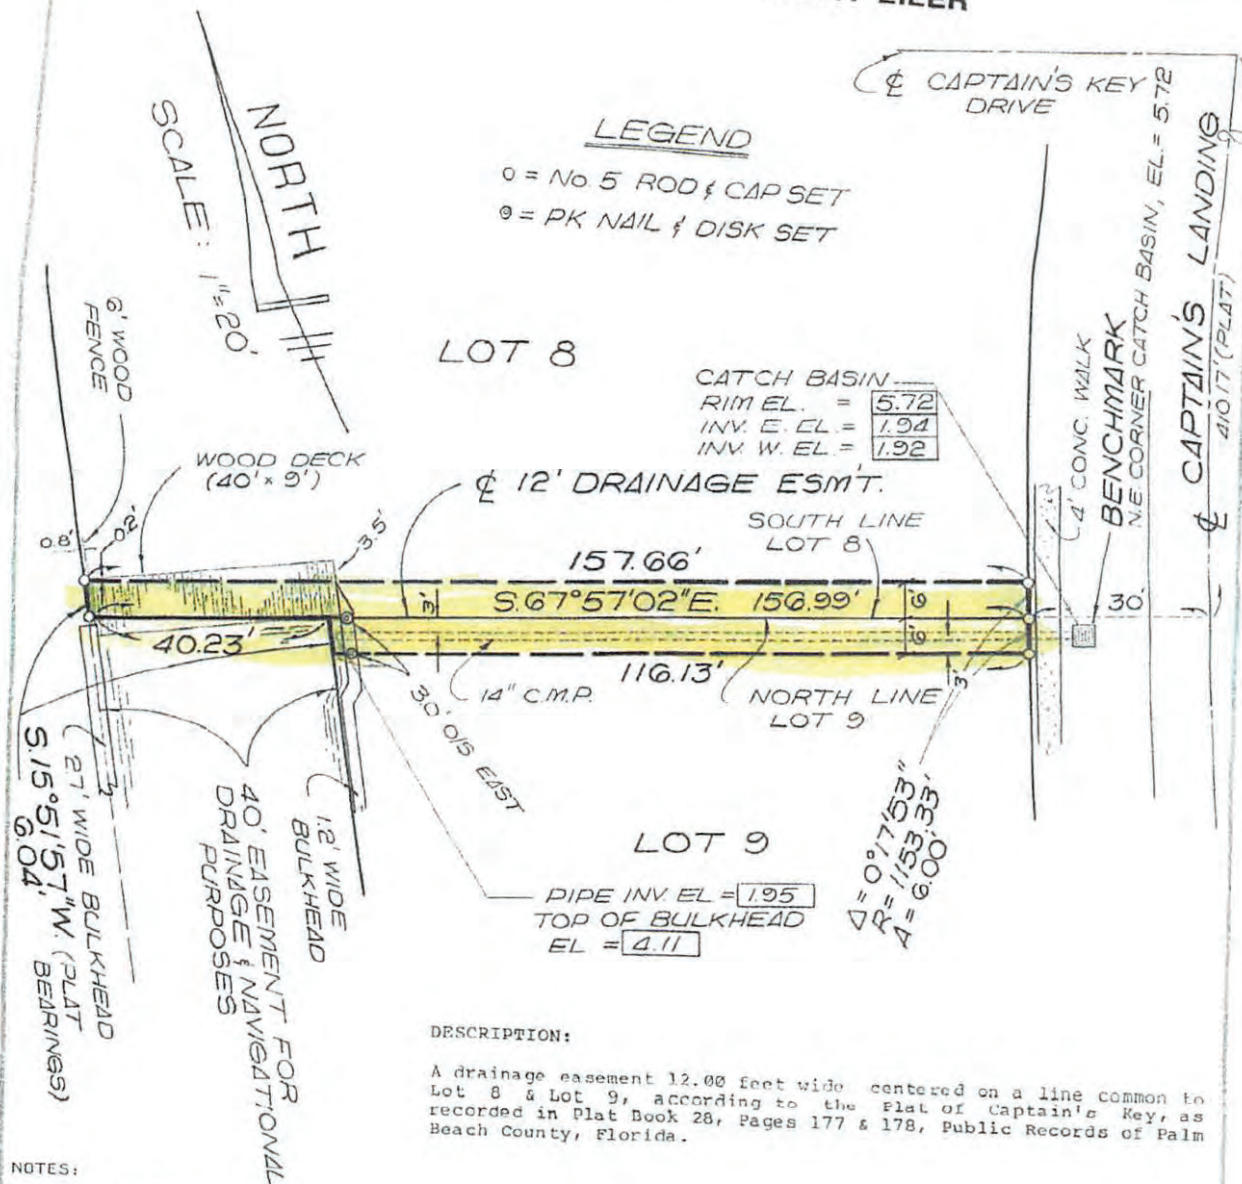 ℄ CAPTAIN'S KEY
DRIVE
LEGEND
o = No. 5 ROD & CAP SET
⊙ = PK NAIL & DISK SET
NORTH
SCALE: 1"=20'
6' WOOD
FENCE
LOT 8
CATCH BASIN
RIM EL. = 5.72
INV. E. EL. = 1.94
INV. W. EL. = 1.92
WOOD DECK
(40' x 9')
℄ 12' DRAINAGE ESM'T.
SOUTH LINE
LOT 8
4' CONC. WALK
BENCHMARK
N.E. CORNER CATCH BASIN, EL. = 5.72
℄ CAPTAIN'S LANDING
410.17' (PLAT)
0.8'
0.2'
3.5'
157.66'
S.67°57'02"E. 156.99'
3'
6'
6'
30.
40.23'
116.13'
14" C.M.P.
NORTH LINE
LOT 9
3'
3.0' O/S EAST
S.15°51'57"W. (PLAT
6.04' BEARINGS)
2.7' WIDE BULKHEAD
40' EASEMENT FOR
DRAINAGE & NAVIGATIONAL
PURPOSES
1.2' WIDE
BULKHEAD
LOT 9
Δ = 0°17'53"
R = 1153.33'
A = 6.00'
PIPE INV. EL = 1.95
TOP OF BULKHEAD
EL = 4.11
DESCRIPTION:
A drainage easement 12.00 feet wide centered on a line common to
Lot 8 & Lot 9, according to the Plat of Captain's Key, as
recorded in Plat Book 28, Pages 177 & 178, Public Records of Palm
Beach County, Florida.
NOTES: